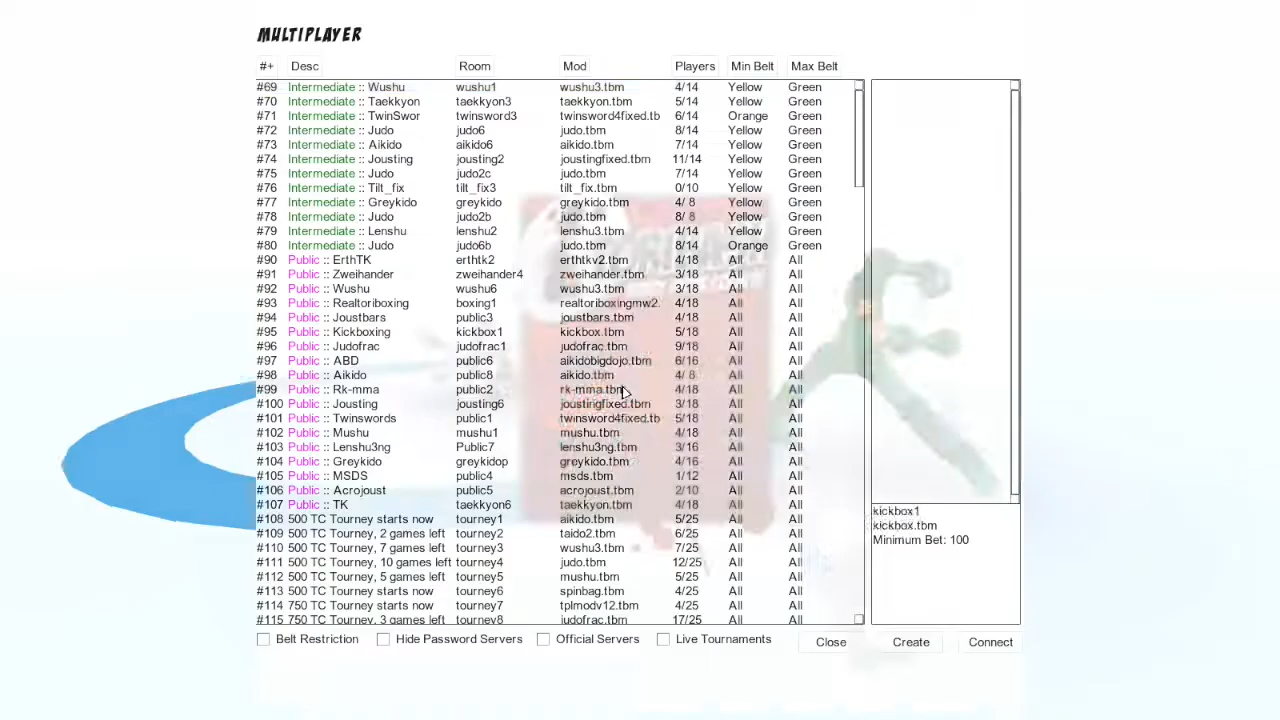 MULTIPLAYER
#+ Desc Room Mod Players Min Belt Max Belt
#69 Intermediate :: Wushu wushu1 wushu3.tbm 4/14 Yellow Green
#70 Intermediate :: Taekkyon taekkyon3 taekkyon.tbm 5/14 Yellow Green
#71 Intermediate :: TwinSwor twinsword3 twinsword4fixed.tb 6/14 Orange Green
#72 Intermediate :: Judo judo6 judo.tbm 8/14 Yellow Green
#73 Intermediate :: Aikido aikido6 aikido.tbm 7/14 Yellow Green
#74 Intermediate :: Jousting jousting2 joustingfixed.tbm 11/14 Yellow Green
#75 Intermediate :: Judo judo2c judo.tbm 7/14 Yellow Green
#76 Intermediate :: Tilt_fix tilt_fix3 tilt_fix.tbm 0/10 Yellow Green
#77 Intermediate :: Greykido greykido greykido.tbm 4/ 8 Yellow Green
#78 Intermediate :: Judo judo2b judo.tbm 8/ 8 Yellow Green
#79 Intermediate :: Lenshu lenshu2 lenshu3.tbm 4/14 Yellow Green
#80 Intermediate :: Judo judo6b judo.tbm 8/14 Orange Green
#90 Public :: ErthTK erthtk2 erthtkv2.tbm 4/18 All All
#91 Public :: Zweihander zweihander4 zweihander.tbm 3/18 All All
#92 Public :: Wushu wushu6 wushu3.tbm 3/18 All All
#93 Public :: Realtoriboxing boxing1 realtoriboxingmw2. 4/18 All All
#94 Public :: Joustbars public3 joustbars.tbm 4/18 All All
#95 Public :: Kickboxing kickbox1 kickbox.tbm 5/18 All All
#96 Public :: Judofrac judofrac1 judofrac.tbm 9/18 All All
#97 Public :: ABD public6 aikidobigdojo.tbm 6/16 All All
#98 Public :: Aikido public8 aikido.tbm 4/ 8 All All
#99 Public :: Rk-mma public2 rk-mma.tbm 4/18 All All
#100 Public :: Jousting jousting6 joustingfixed.tbm 3/18 All All
#101 Public :: Twinswords public1 twinsword4fixed.tb 5/18 All All
#102 Public :: Mushu mushu1 mushu.tbm 4/18 All All
#103 Public :: Lenshu3ng Public7 lenshu3ng.tbm 3/16 All All
#104 Public :: Greykido greykidop greykido.tbm 4/16 All All
#105 Public :: MSDS public4 msds.tbm 1/12 All All
#106 Public :: Acrojoust public5 acrojoust.tbm 2/10 All All
#107 Public :: TK taekkyon6 taekkyon.tbm 4/18 All All
#108 500 TC Tourney starts now tourney1 aikido.tbm 5/25 All All
#109 500 TC Tourney, 2 games left tourney2 taido2.tbm 6/25 All All
#110 500 TC Tourney, 7 games left tourney3 wushu3.tbm 7/25 All All
#111 500 TC Tourney, 10 games left tourney4 judo.tbm 12/25 All All
#112 500 TC Tourney, 5 games left tourney5 mushu.tbm 5/25 All All
#113 500 TC Tourney starts now tourney6 spinbag.tbm 4/25 All All
#114 750 TC Tourney starts now tourney7 tplmodv12.tbm 4/25 All All
#115 750 TC Tourney, 3 games left tourney8 judofrac.tbm 17/25 All All
kickbox1
kickbox.tbm
Minimum Bet: 100
Belt Restriction Hide Password Servers Official Servers Live Tournaments Close Create Connect